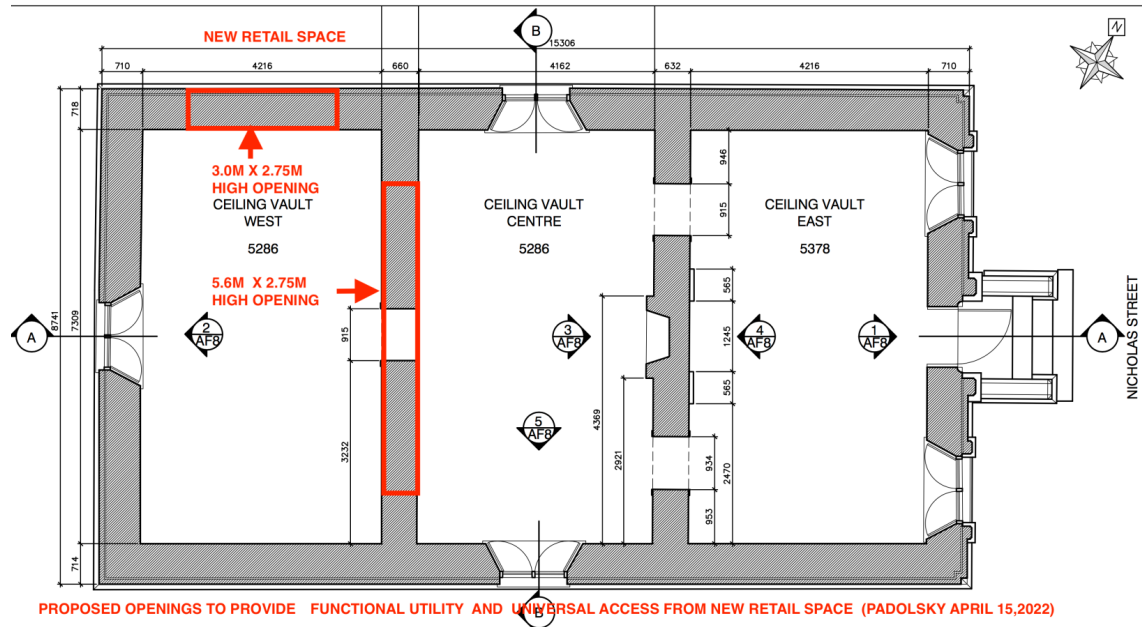 NEW RETAIL SPACE
B
N
15306
710
4216
660
4162
632
4216
710
718
3.0M X 2.75M
HIGH OPENING
CEILING VAULT
WEST
5286
CEILING VAULT
CENTRE
5286
CEILING VAULT
EAST
5378
946
915
5.6M X 2.75M
HIGH OPENING
565
8741
7309
A
2
AF8
915
3
AF8
4
AF8
1245
1
AF8
A
NICHOLAS STREET
565
5
AF8
3232
4369
2921
934
2470
953
714
PROPOSED OPENINGS TO PROVIDE FUNCTIONAL UTILITY AND UNIVERSAL ACCESS FROM NEW RETAIL SPACE (PADOLSKY APRIL 15,2022)
B